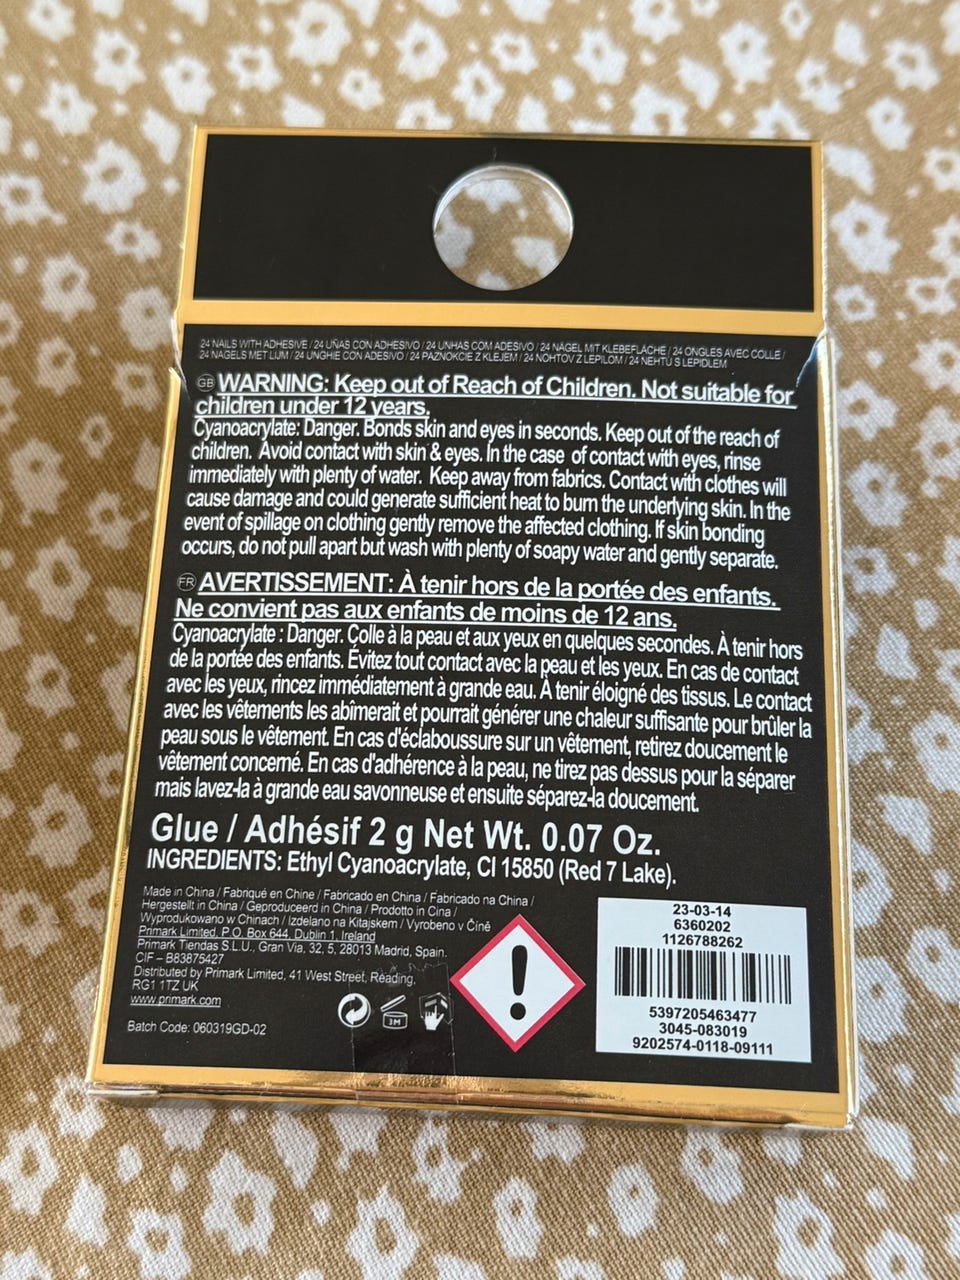 24 NAILS WITH ADHESIVE / 24 UÑAS CON ADHESIVO / 24 UNHAS COM ADESIVO / 24 NÄGEL MIT KLEBEFLÄCHE / 24 ONGLES AVEC COLLE /
24 NAGELS MET LIJM / 24 UNGHIE CON ADESIVO / 24 PAZNOKCIE Z KLEJEM / 24 NOHTOV Z LEPILOM / 24 NEHTŮ S LEPIDLEM
GB WARNING: Keep out of Reach of Children. Not suitable for
children under 12 years.
Cyanoacrylate: Danger. Bonds skin and eyes in seconds. Keep out of the reach of
children. Avoid contact with skin & eyes. In the case of contact with eyes, rinse
immediately with plenty of water. Keep away from fabrics. Contact with clothes will
cause damage and could generate sufficient heat to burn the underlying skin. In the
event of spillage on clothing gently remove the affected clothing. If skin bonding
occurs, do not pull apart but wash with plenty of soapy water and gently separate.
FR AVERTISSEMENT: À tenir hors de la portée des enfants.
Ne convient pas aux enfants de moins de 12 ans.
Cyanoacrylate : Danger. Colle à la peau et aux yeux en quelques secondes. À tenir hors
de la portée des enfants. Évitez tout contact avec la peau et les yeux. En cas de contact
avec les yeux, rincez immédiatement à grande eau. À tenir éloigné des tissus. Le contact
avec les vêtements les abîmerait et pourrait générer une chaleur suffisante pour brûler la
peau sous le vêtement. En cas d'éclaboussure sur un vêtement, retirez doucement le
vêtement concerné. En cas d'adhérence à la peau, ne tirez pas dessus pour la séparer
mais lavez-la à grande eau savonneuse et ensuite séparez-la doucement.
Glue / Adhésif 2 g Net Wt. 0.07 Oz.
INGREDIENTS: Ethyl Cyanoacrylate, CI 15850 (Red 7 Lake).
Made in China / Fabriqué en Chine / Fabricado en China / Fabricado na China /
Hergestellt in China / Geproduceerd in China / Prodotto in Cina /
Wyprodukowano w Chinach / Izdelano na Kitajskem / Vyrobeno v Číně
Primark Limited, P.O. Box 644, Dublin 1, Ireland
Primark Tiendas S.L.U., Gran Vía, 32, 5, 28013 Madrid, Spain.
CIF – B83875427
Distributed by Primark Limited, 41 West Street, Reading,
RG1 1TZ UK
www.primark.com
Batch Code: 060319GD-02
3M
23-03-14
6360202
1126788262
5397205463477
3045-083019
9202574-0118-09111